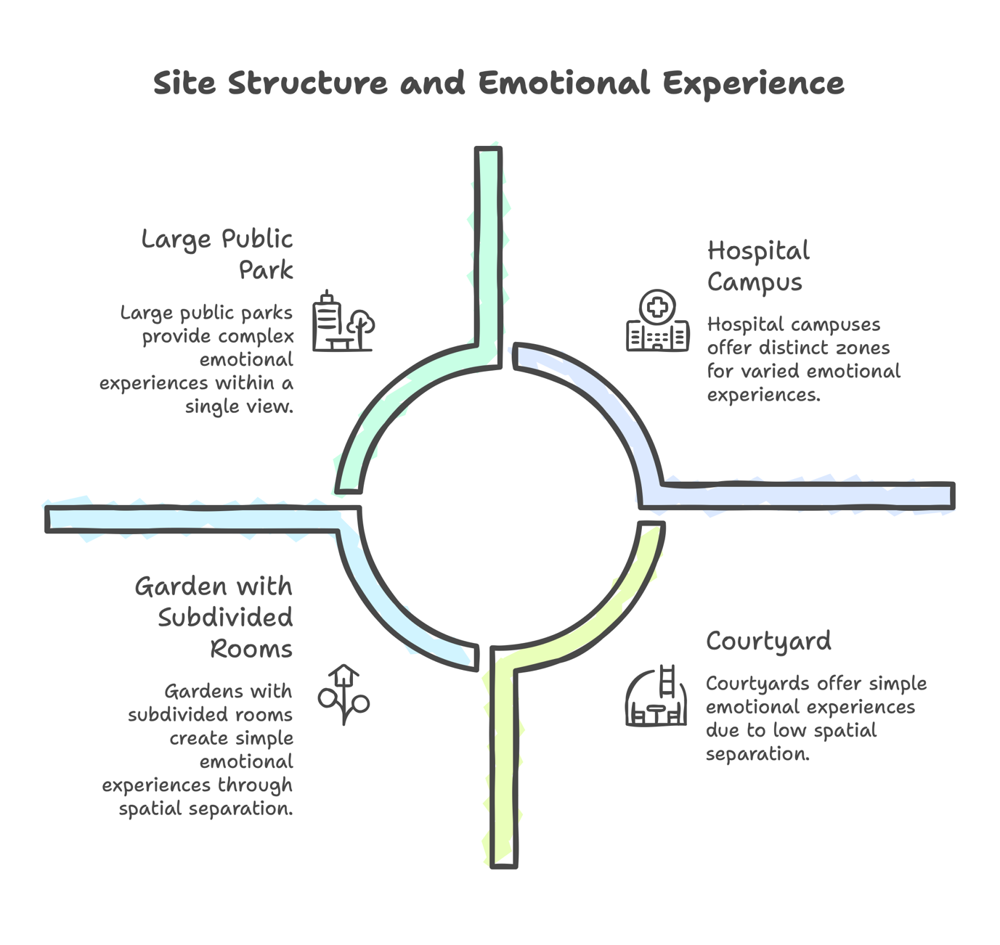 Site Structure and Emotional Experience
Large Public
Park
Large public parks
provide complex
emotional
experiences within a
single view.
Hospital
Campus
Hospital campuses
offer distinct zones
for varied emotional
experiences.
Garden with
Subdivided
Rooms
Gardens with
subdivided rooms
create simple
emotional
experiences through
spatial separation.
Courtyard
Courtyards offer simple
emotional experiences
due to low spatial
separation.